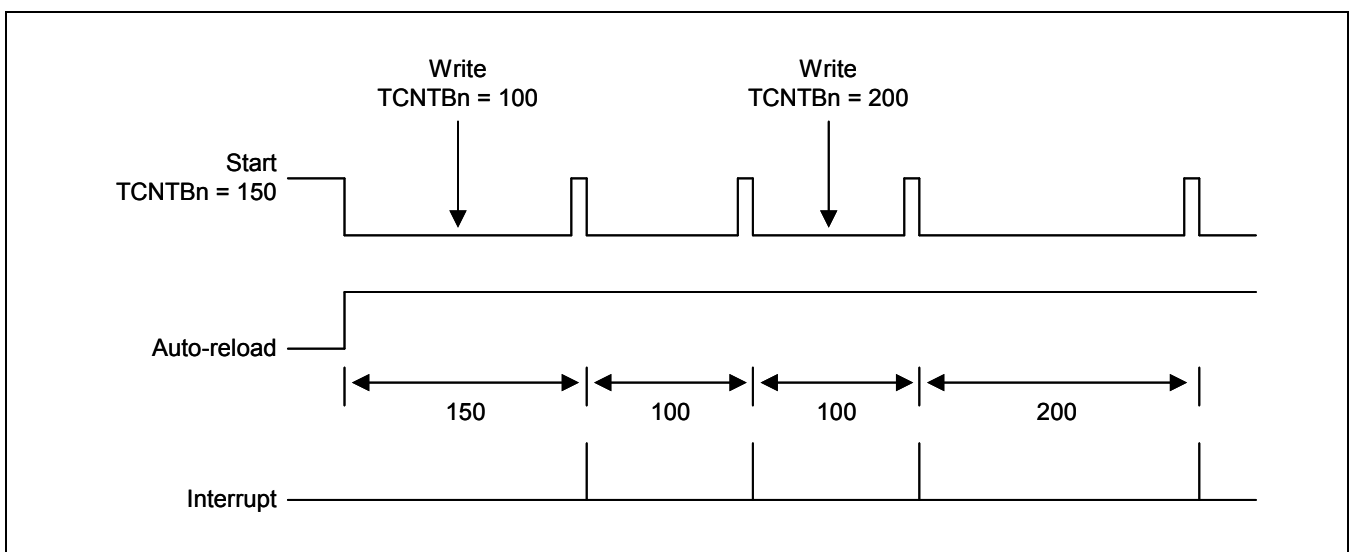 Write
TCNTBn = 100
Write
TCNTBn = 200
Start
TCNTBn = 150
Auto-reload
150
100
100
200
Interrupt